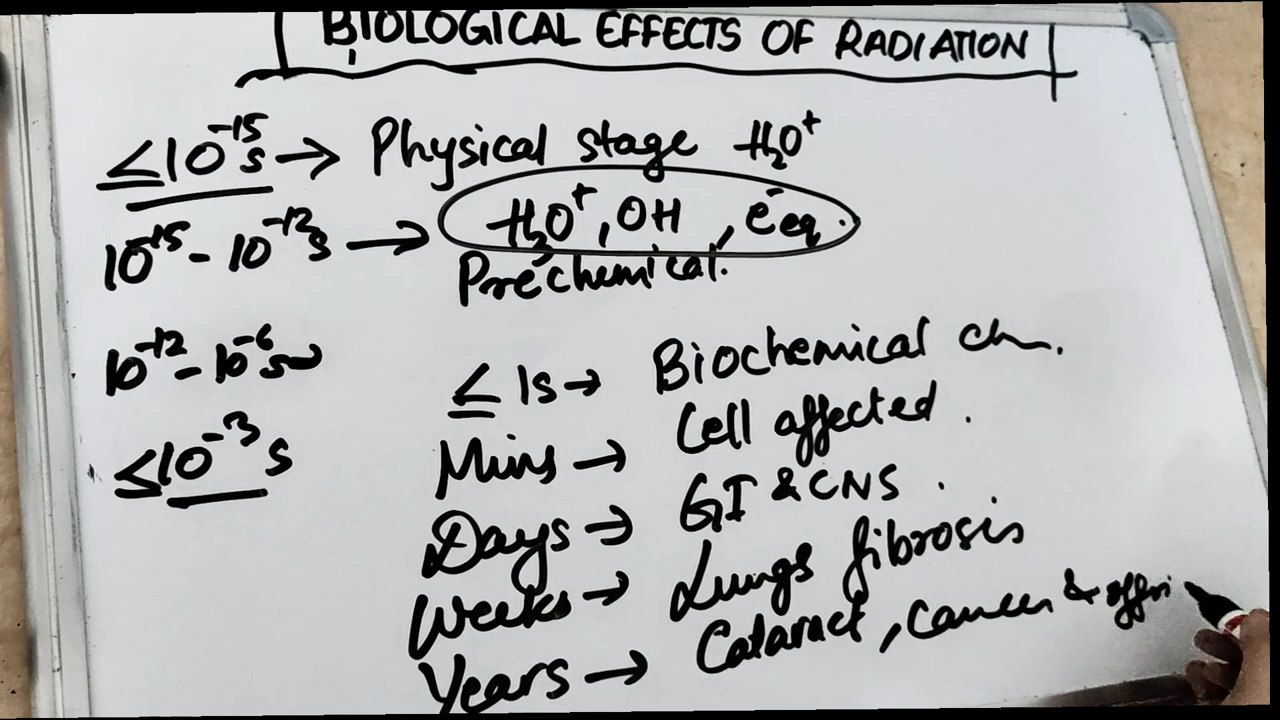 BIOLOGICAL EFFECTS OF RADIATION
≤10⁻¹⁵s → Physical stage H₂O⁺
10⁻¹⁵ - 10⁻¹²s → H₃O⁺, OH, e⁻eq.
Prechemical.
10⁻¹² - 10⁻⁶s
≤10⁻³s
≤ 1s → Biochemical ch.
Mins → Cell affected.
Days → GI & CNS.
Weeks → Lungs fibrosis
Years → Cataract, Cancer &